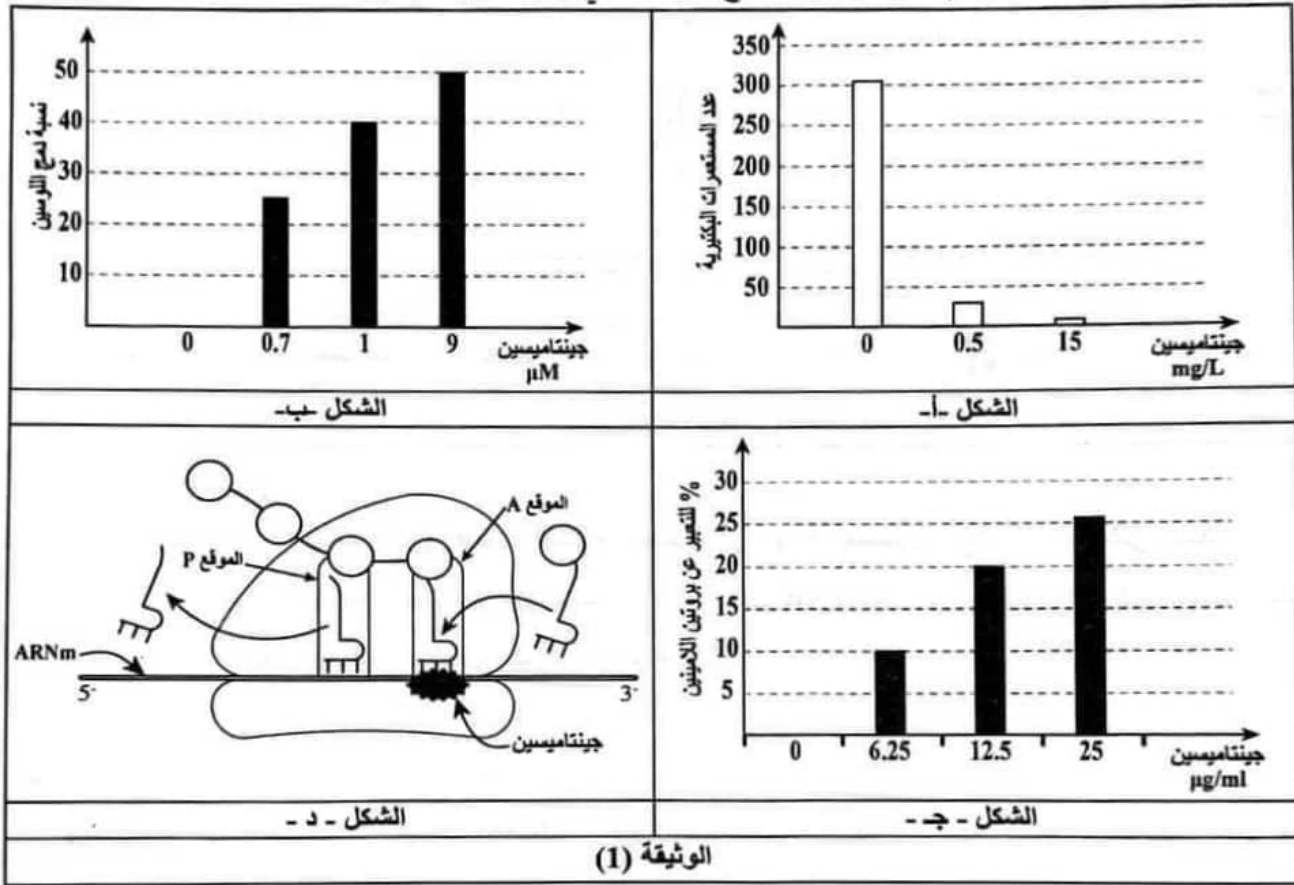 350
300
250
200
150
100
50
عدد المستعمرات البكتيرية
0
0.5
15
جينتاميسين
mg/L
الشكل -أ-
50
40
30
20
10
نسبة دمج اللوسين
0
0.7
1
9
جينتاميسين
µM
الشكل -ب-
30
25
20
15
10
5
% للتعبير عن بروتين اللامينين
0
6.25
12.5
25
جينتاميسين
µg/ml
الشكل - جـ -
الموقع A
الموقع P
ARNm
5-
3-
جينتاميسين
الشكل - د -
الوثيقة (1)